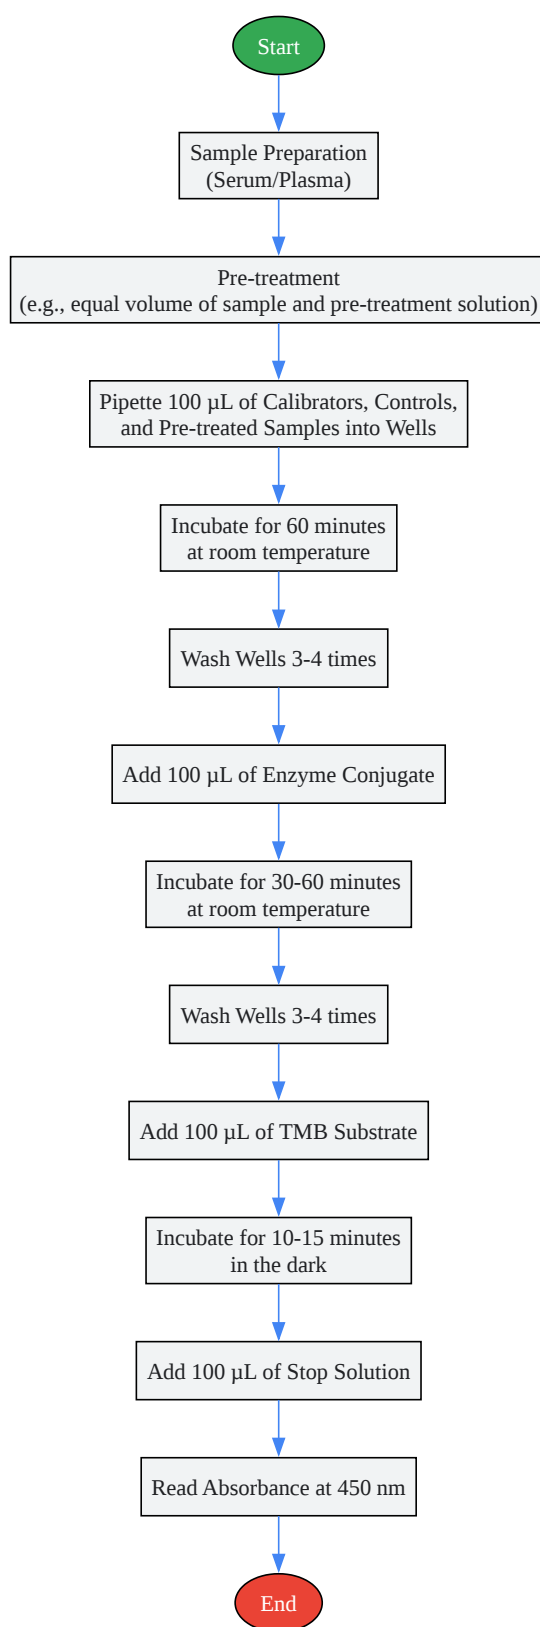 Start
Sample Preparation
(Serum/Plasma)
Pre-treatment
(e.g., equal volume of sample and pre-treatment solution)
Pipette 100 µL of Calibrators, Controls,
and Pre-treated Samples into Wells
Incubate for 60 minutes
at room temperature
Wash Wells 3-4 times
Add 100 µL of Enzyme Conjugate
Incubate for 30-60 minutes
at room temperature
Wash Wells 3-4 times
Add 100 µL of TMB Substrate
Incubate for 10-15 minutes
in the dark
Add 100 µL of Stop Solution
Read Absorbance at 450 nm
End